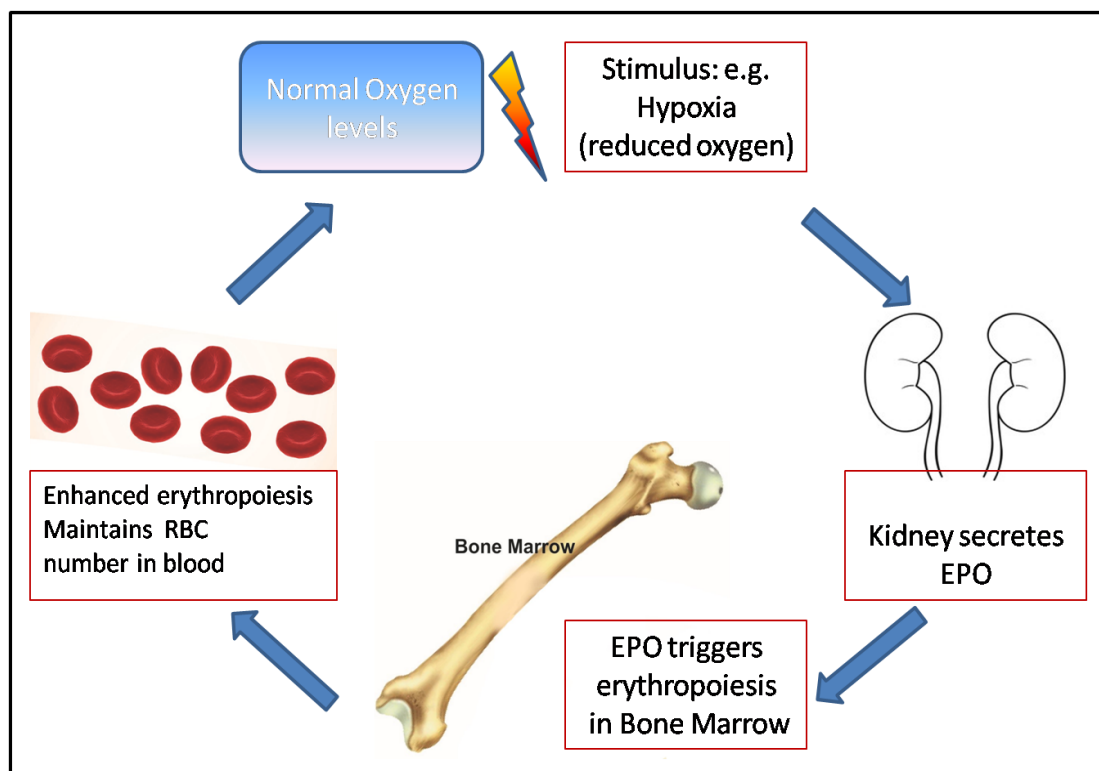 Normal Oxygen
levels
Stimulus: e.g.
Hypoxia
(reduced oxygen)
Kidney secretes
EPO
EPO triggers
erythropoiesis
in Bone Marrow
Bone Marrow
Enhanced erythropoiesis
Maintains RBC
number in blood